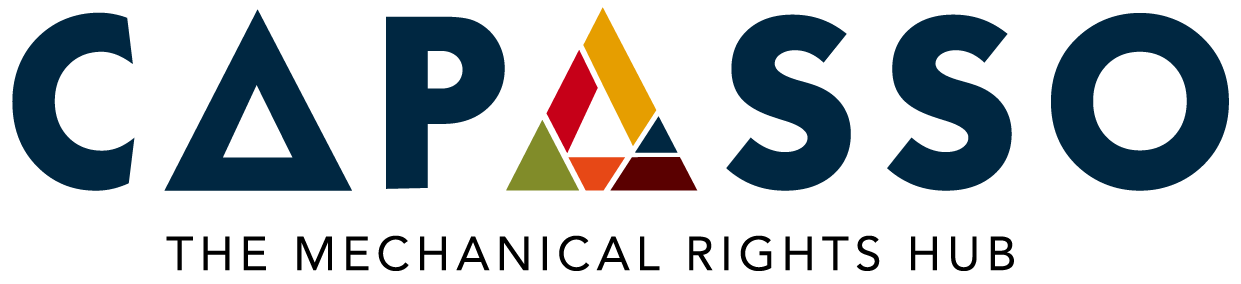 CAPASSO
THE MECHANICAL RIGHTS HUB